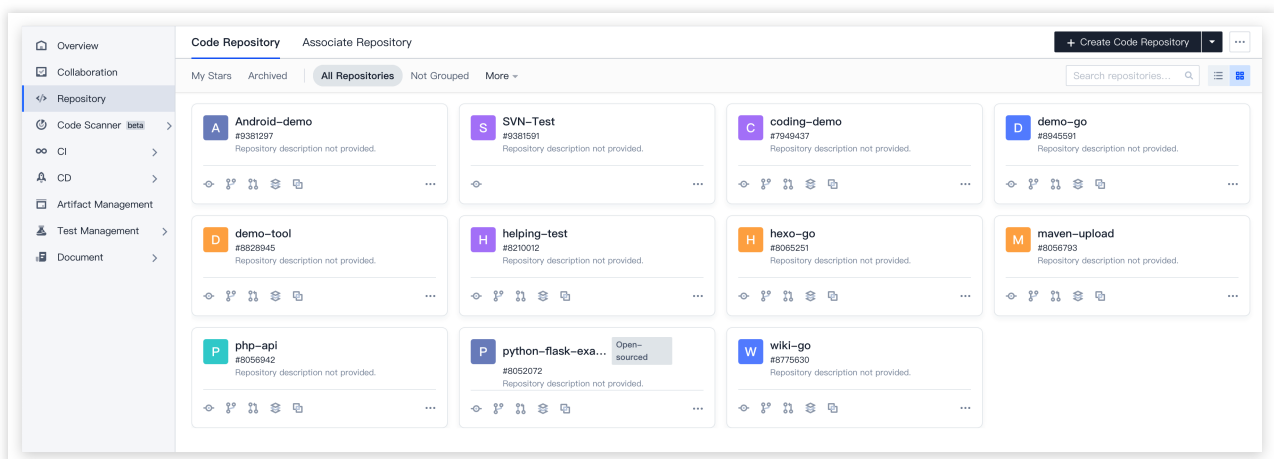 Overview
Collaboration
Repository
Code Scanner beta
CI
CD
Artifact Management
Test Management
Document
Code Repository Associate Repository
+ Create Code Repository
My Stars Archived All Repositories Not Grouped More
Search repositories...
A
Android-demo
#9381297
Repository description not provided.
S
SVN-Test
#9381591
Repository description not provided.
C
coding-demo
#7949437
Repository description not provided.
D
demo-go
#8945591
Repository description not provided.
D
demo-tool
#8828945
Repository description not provided.
H
helping-test
#8210012
Repository description not provided.
H
hexo-go
#8065251
Repository description not provided.
M
maven-upload
#8056793
Repository description not provided.
P
php-api
#8056942
Repository description not provided.
P
python-flask-exa...
Open-
sourced
#8052072
Repository description not provided.
W
wiki-go
#8775630
Repository description not provided.